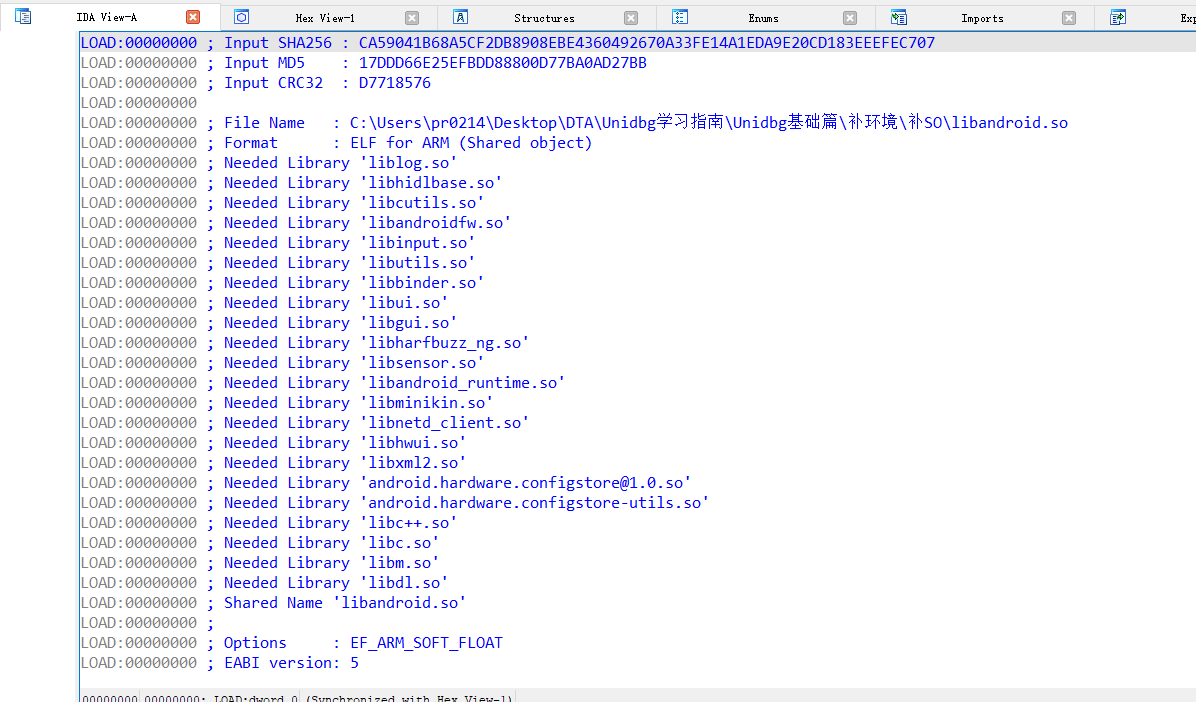 IDA View-A Hex View-1 Structures Enums Imports Exp
LOAD:00000000 ; Input SHA256 : CA59041B68A5CF2DB8908EBE4360492670A33FE14A1EDA9E20CD183EEEFEC707
LOAD:00000000 ; Input MD5    : 17DDD66E25EFBDD88800D77BA0AD27BB
LOAD:00000000 ; Input CRC32  : D7718576
LOAD:00000000
LOAD:00000000 ; File Name   : C:\Users\pr0214\Desktop\DTA\Unidbg学习指南\Unidbg基础篇\补环境\补SO\libandroid.so
LOAD:00000000 ; Format      : ELF for ARM (Shared object)
LOAD:00000000 ; Needed Library 'liblog.so'
LOAD:00000000 ; Needed Library 'libhidlbase.so'
LOAD:00000000 ; Needed Library 'libcutils.so'
LOAD:00000000 ; Needed Library 'libandroidfw.so'
LOAD:00000000 ; Needed Library 'libinput.so'
LOAD:00000000 ; Needed Library 'libutils.so'
LOAD:00000000 ; Needed Library 'libbinder.so'
LOAD:00000000 ; Needed Library 'libui.so'
LOAD:00000000 ; Needed Library 'libgui.so'
LOAD:00000000 ; Needed Library 'libharfbuzz_ng.so'
LOAD:00000000 ; Needed Library 'libsensor.so'
LOAD:00000000 ; Needed Library 'libandroid_runtime.so'
LOAD:00000000 ; Needed Library 'libminikin.so'
LOAD:00000000 ; Needed Library 'libnetd_client.so'
LOAD:00000000 ; Needed Library 'libhwui.so'
LOAD:00000000 ; Needed Library 'libxml2.so'
LOAD:00000000 ; Needed Library 'android.hardware.configstore@1.0.so'
LOAD:00000000 ; Needed Library 'android.hardware.configstore-utils.so'
LOAD:00000000 ; Needed Library 'libc++.so'
LOAD:00000000 ; Needed Library 'libc.so'
LOAD:00000000 ; Needed Library 'libm.so'
LOAD:00000000 ; Needed Library 'libdl.so'
LOAD:00000000 ; Shared Name 'libandroid.so'
LOAD:00000000 ;
LOAD:00000000 ; Options     : EF_ARM_SOFT_FLOAT
LOAD:00000000 ; EABI version: 5
00000000 00000000: LOAD:dword_0 (Synchronized with Hex View-1)